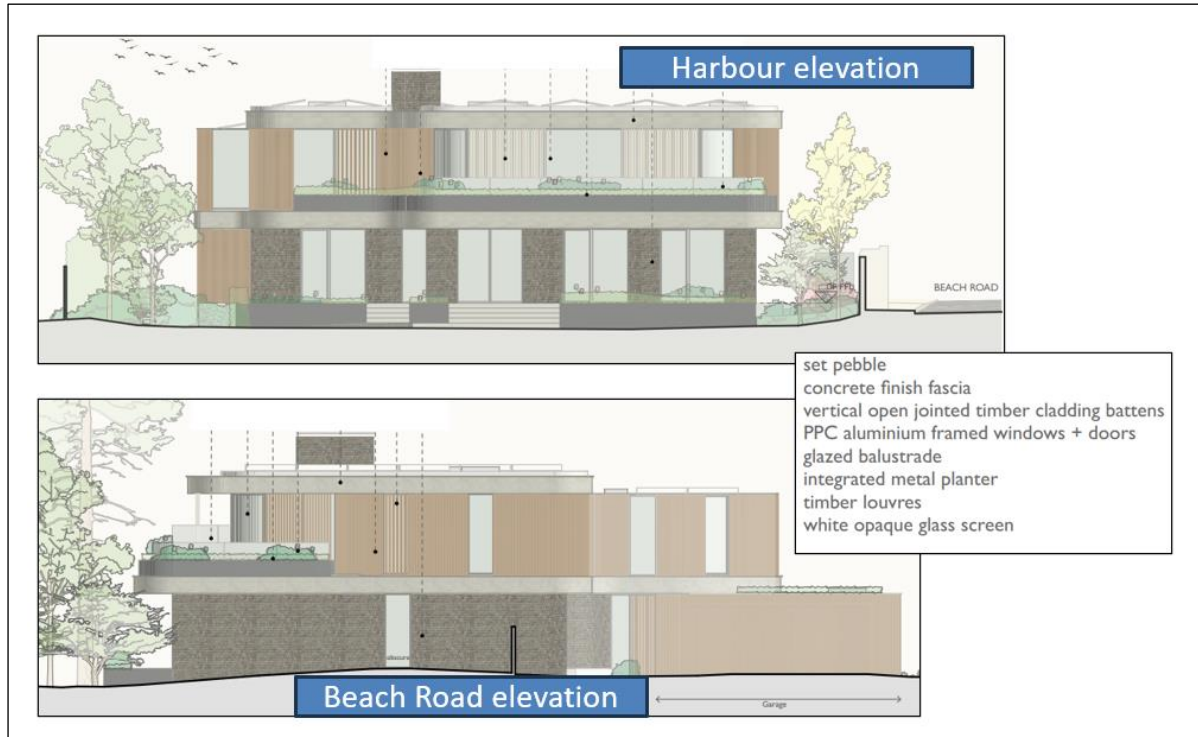 Harbour elevation
BEACH ROAD
set pebble
concrete finish fascia
vertical open jointed timber cladding battens
PPC aluminium framed windows + doors
glazed balustrade
integrated metal planter
timber louvres
white opaque glass screen
obscure
Beach Road elevation
Garage